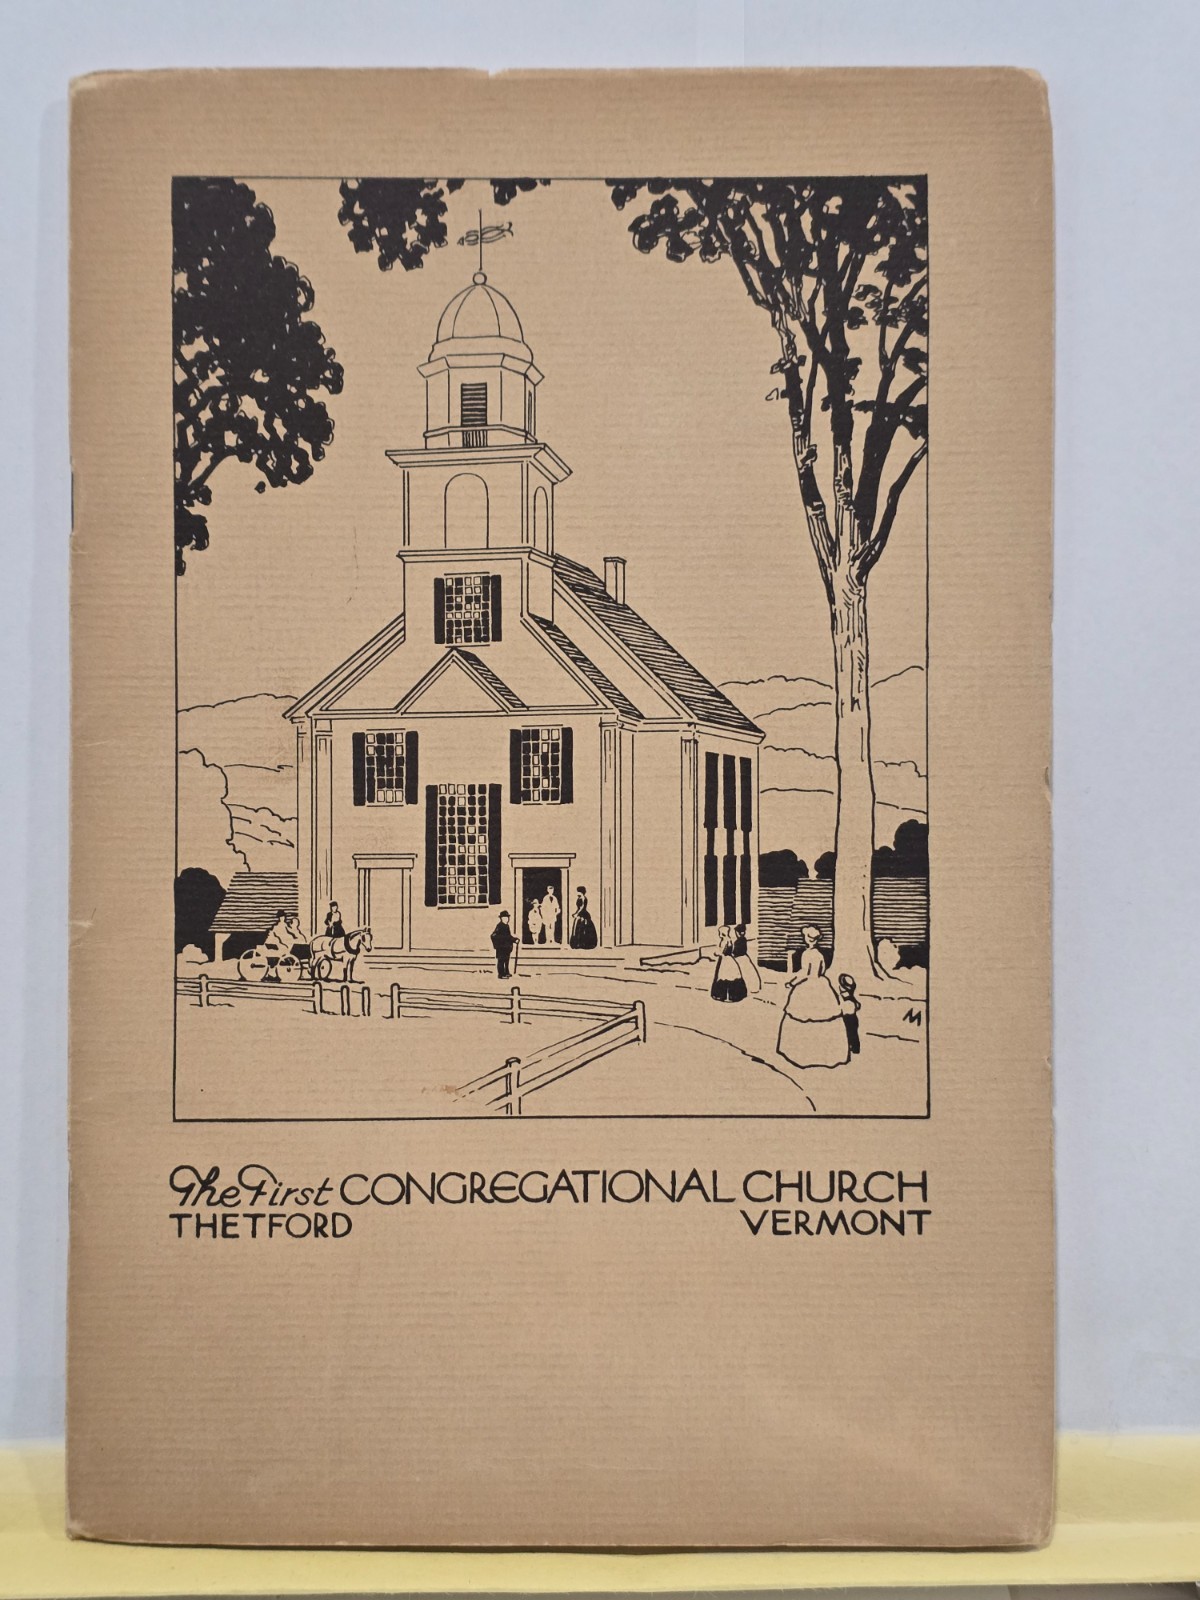 M
The First CONGREGATIONAL CHURCH
THETFORD VERMONT